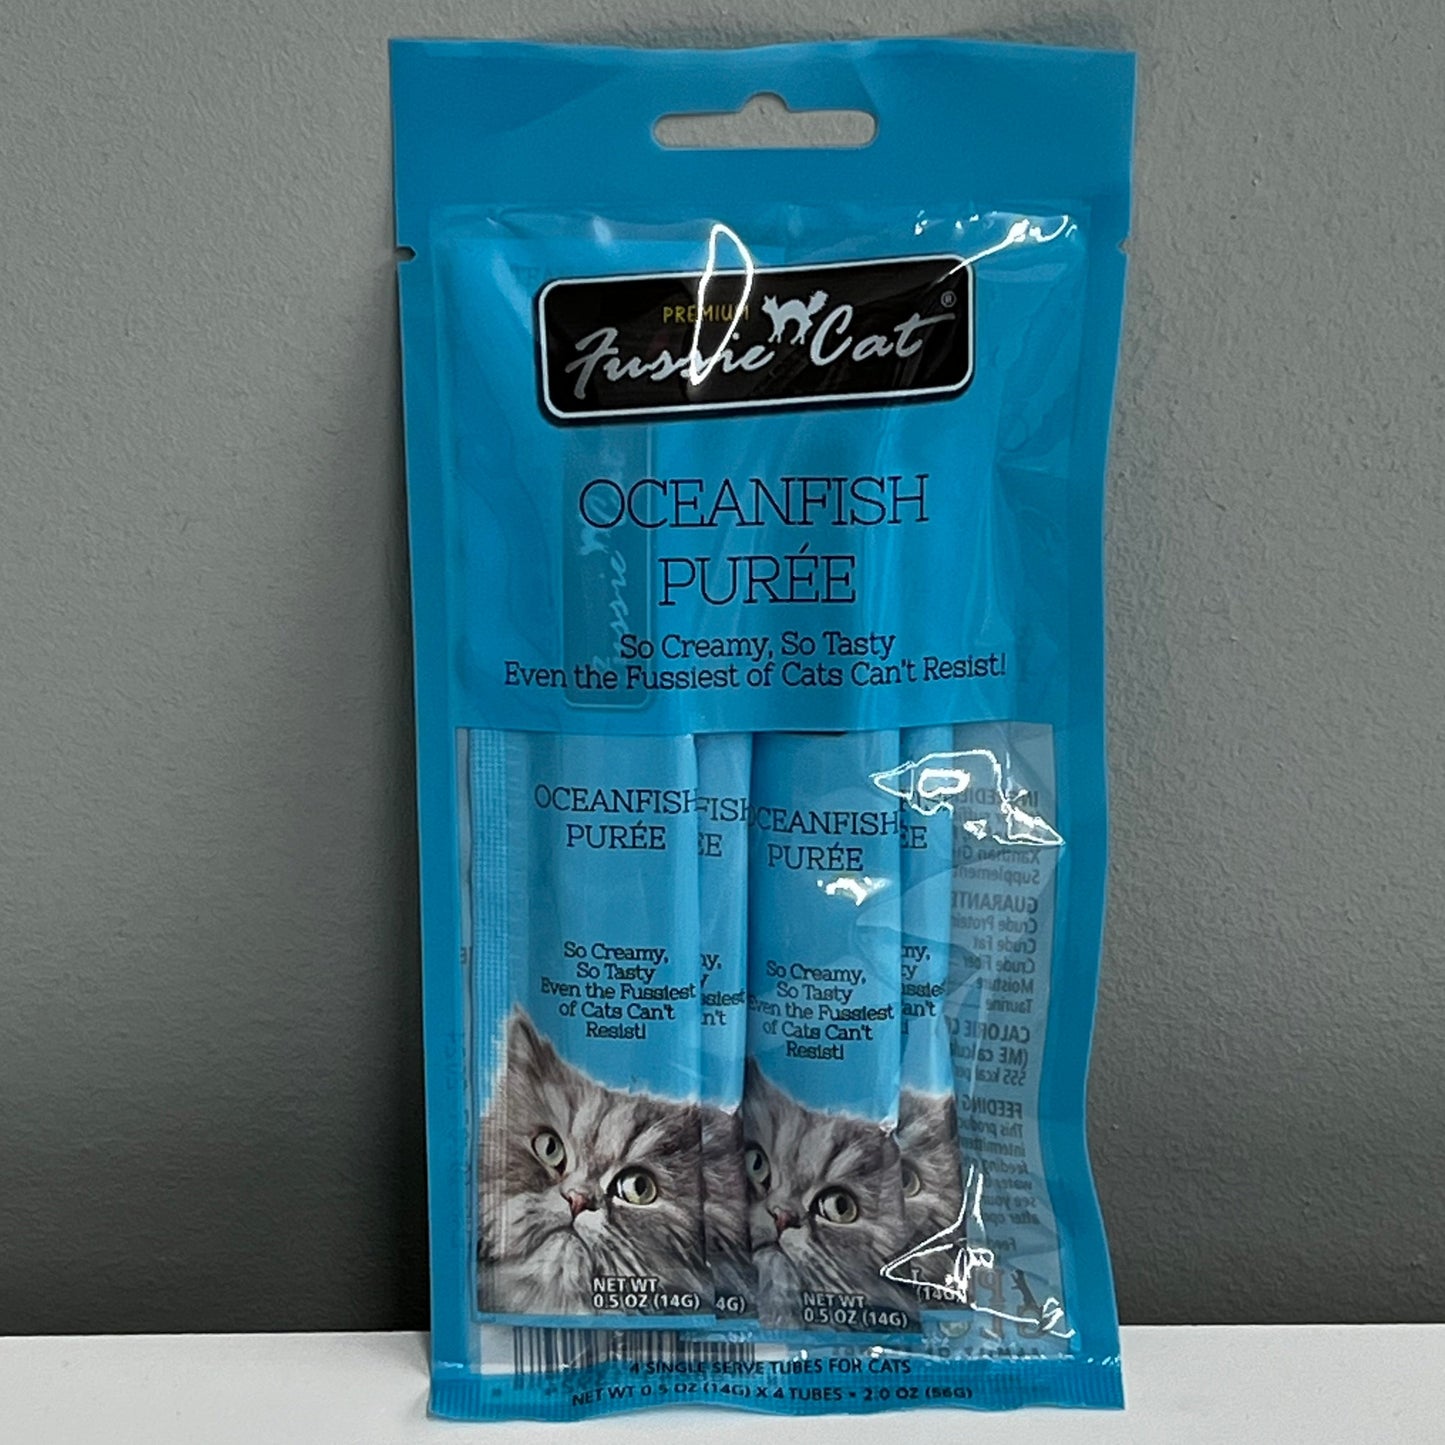 PREMIUM
Fussie Cat®
OCEANFISH
PURÉE
So Creamy, So Tasty
Even the Fussiest of Cats Can't Resist!
OCEANFISH
PURÉE
So Creamy,
So Tasty
Even the Fussiest
of Cats Can't
Resist!
NET WT
0.5 OZ (14G)
OCEANFISH
PURÉE
So Creamy,
So Tasty
Even the Fussiest
of Cats Can't
Resist!
NET WT
0.5 OZ (14G)
4 SINGLE SERVE TUBES FOR CATS
NET WT 0.5 OZ (14G) X 4 TUBES • 2.0 OZ (56G)